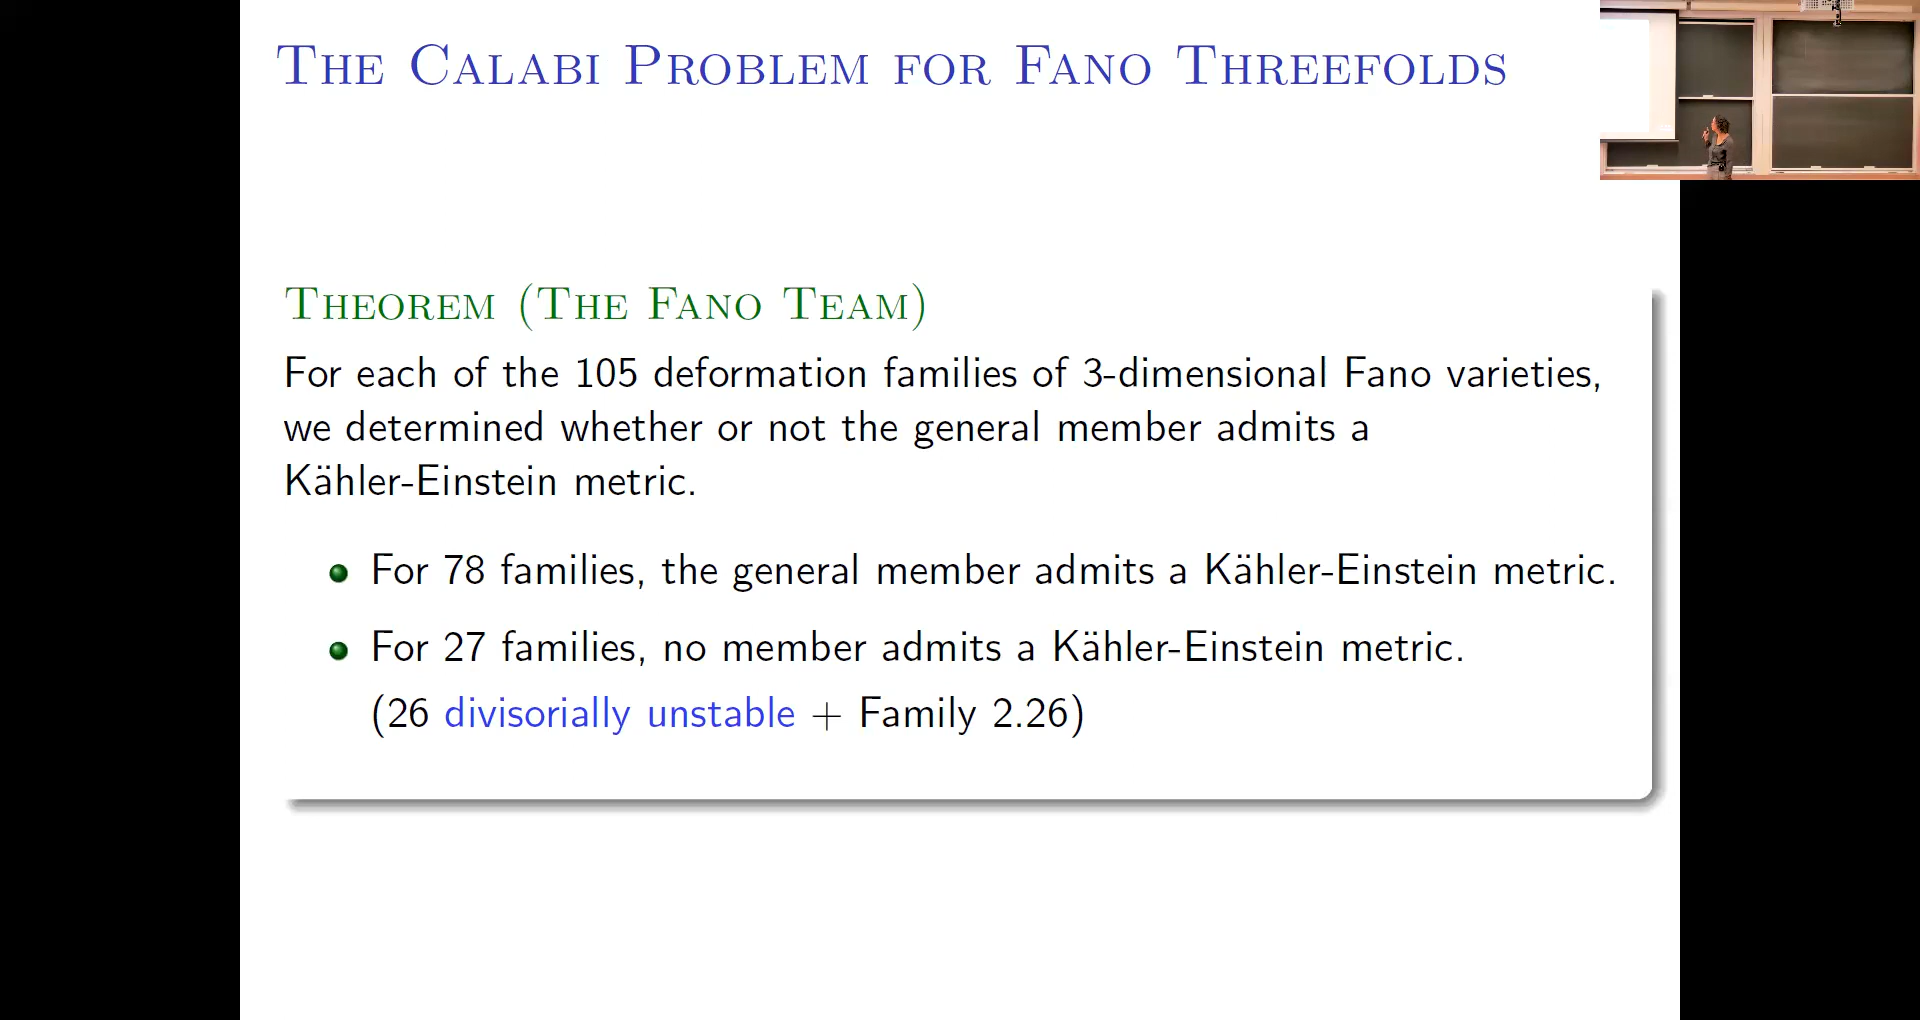 The Calabi Problem for Fano Threefolds
Theorem (The Fano Team)
For each of the 105 deformation families of 3-dimensional Fano varieties,
we determined whether or not the general member admits a
Kähler-Einstein metric.
For 78 families, the general member admits a Kähler-Einstein metric.
For 27 families, no member admits a Kähler-Einstein metric.
(26 divisorially unstable + Family 2.26)